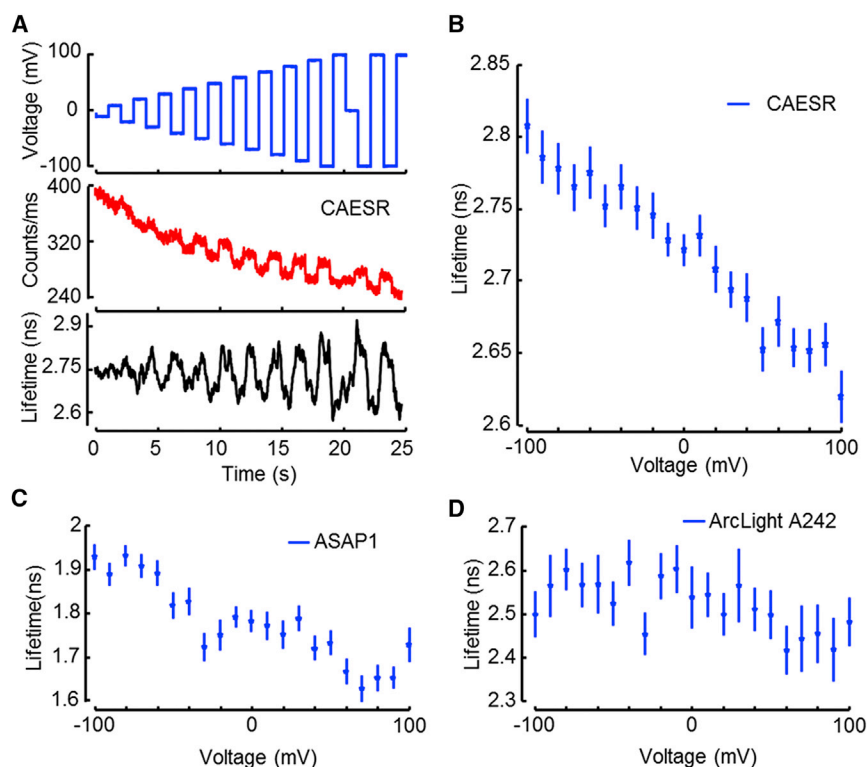 A
Voltage (mV)
100
0
-100
Counts/ms
400
320
240
CAESR
Lifetime (ns)
2.9
2.75
2.6
0 5 10 15 20 25
Time (s)
B
Lifetime (ns)
2.85
2.8
2.75
2.7
2.65
2.6
CAESR
-100 0 100
Voltage (mV)
C
Lifetime(ns)
2
1.9
1.8
1.7
1.6
ASAP1
-100 0 100
Voltage (mV)
D
Lifetime (ns)
2.7
2.6
2.5
2.4
2.3
ArcLight A242
-100 0 100
Voltage (mV)